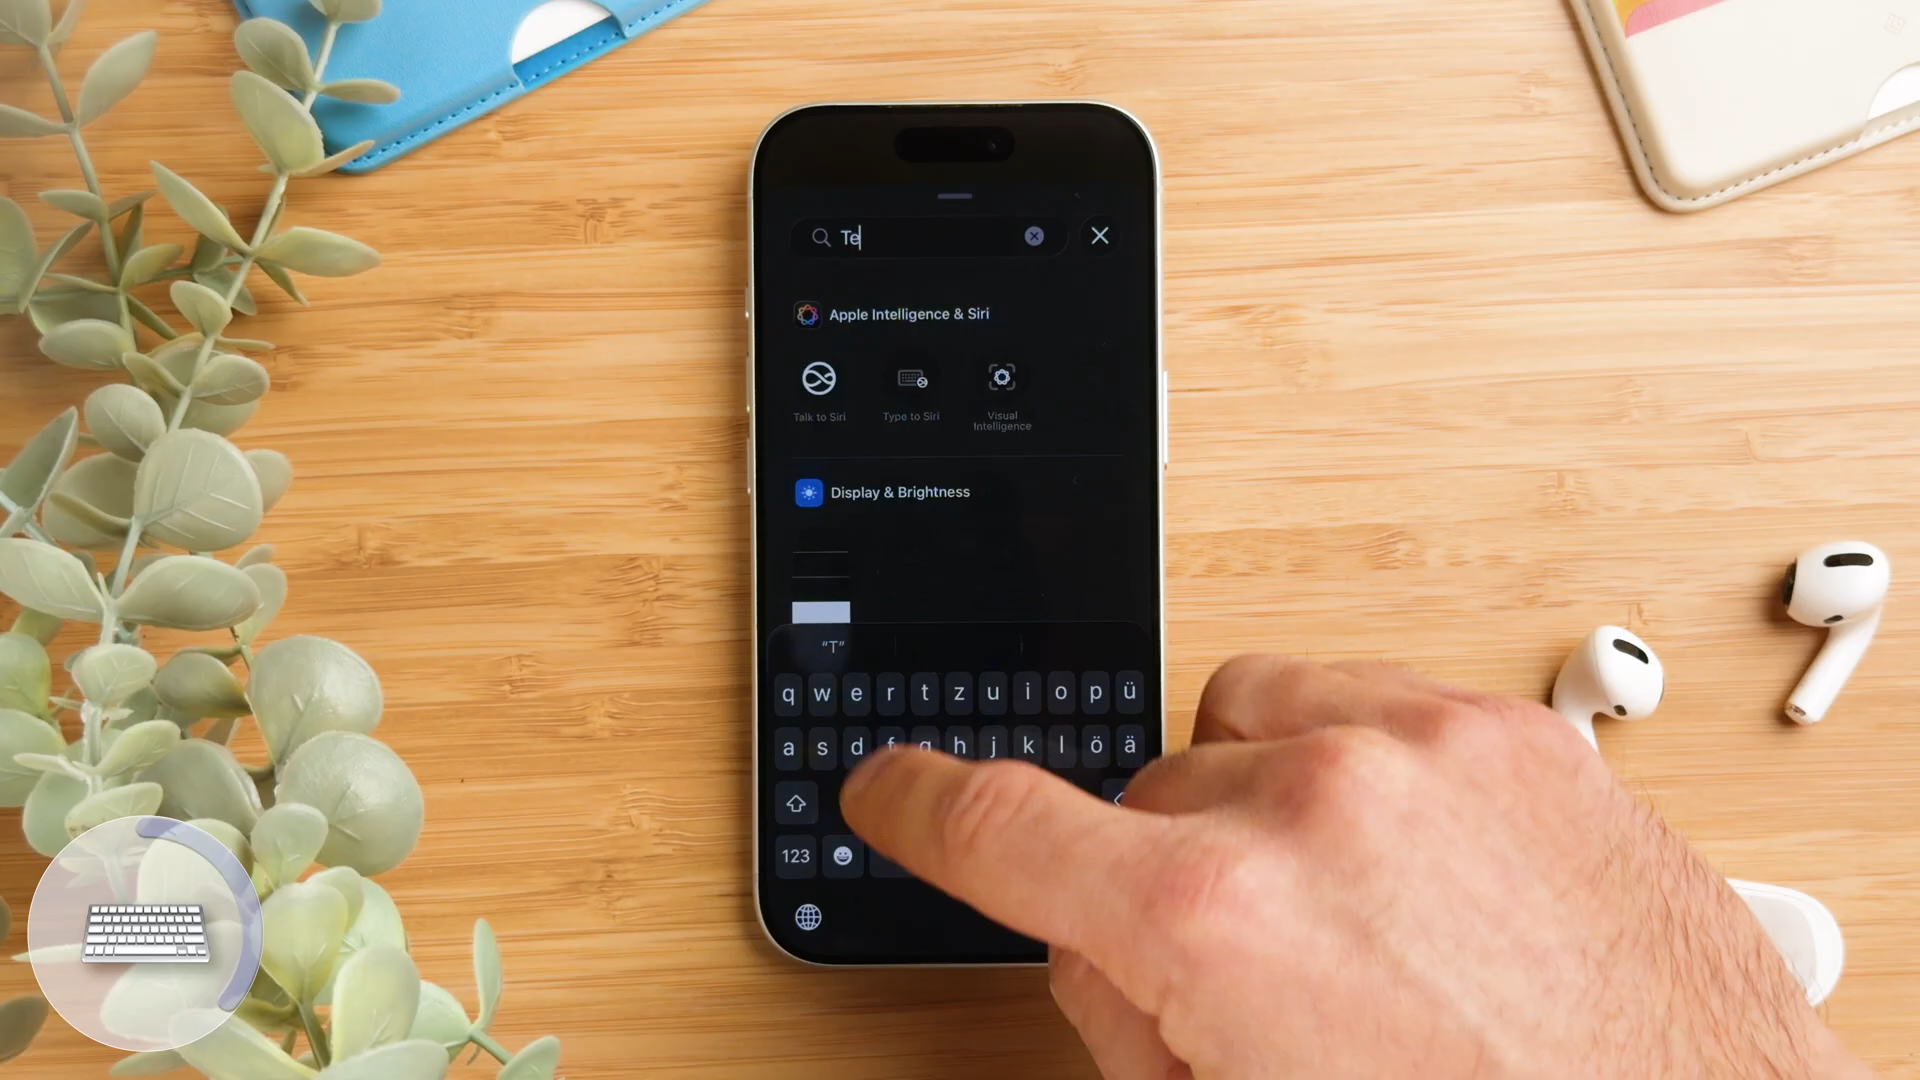 Te
Apple Intelligence & Siri
Talk to Siri
Type to Siri
Visual
Intelligence
Display & Brightness
“T”
q w e r t z u i o p ü
a s d f g h j k l ö ä
123